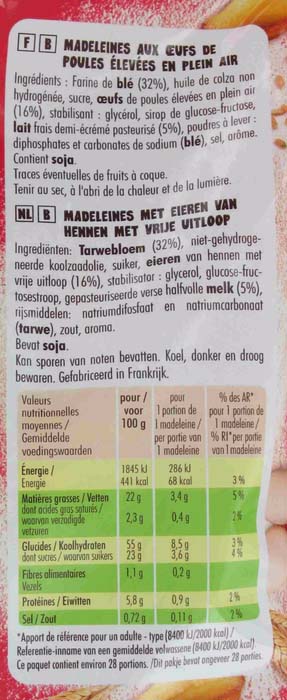 F B MADELEINES AUX ŒUFS DE
POULES ÉLEVÉES EN PLEIN AIR
Ingrédients : Farine de blé (32%), huile de colza non
hydrogénée, sucre, œufs de poules élevées en plein air
(16%), stabilisant : glycérol, sirop de glucose-fructose,
lait frais demi-écrémé pasteurisé (5%), poudres à lever :
diphosphates et carbonates de sodium (blé), sel, arôme.
Contient soja.
Traces éventuelles de fruits à coque.
Tenir au sec, à l'abri de la chaleur et de la lumière.
NL B MADELEINES MET EIEREN VAN
HENNEN MET VRIJE UITLOOP
Ingrediënten: Tarwebloem (32%), niet-gehydroge-
neerde koolzaadolie, suiker, eieren van hennen met
vrije uitloop (16%), stabilisator : glycerol, glucose-fruc-
tosestroop, gepasteuriseerde verse halfvolle melk (5%),
rijsmiddelen: natriumdifosfaat en natriumcarbonaat
(tarwe), zout, aroma.
Bevat soja.
Kan sporen van noten bevatten. Koel, donker en droog
bewaren. Gefabriceerd in Frankrijk.
Valeurs nutritionnelles moyennes / Gemiddelde voedingswaarden
pour / voor 100 g
pour 1 portion de 1 madeleine / per portie van 1 madeleine
% des AR* pour 1 portion de 1 madeleine / % RI* per portie van 1 madeleine
Énergie / Energie 1845 kJ 441 kcal 286 kJ 68 kcal 3%
Matières grasses / Vetten 22 g 3,4 g 5%
dont acides gras saturés / waarvan verzadigde vetzuren 2,3 g 0,4 g 2%
Glucides / Koolhydraten 55 g 8,5 g 3%
dont sucres / waarvan suikers 23 g 3,6 g 4%
Fibres alimentaires Vezels 1,1 g 0,2 g
Protéines / Eiwitten 5,8 g 0,9 g 2%
Sel / Zout 0,72 g 0,11 g 2%
*Apport de référence pour un adulte - type (8400 kJ/2000 kcal) /
Referentie-inname van een gemiddelde volwassene (8400 kJ/2000 kcal)
Ce paquet contient environ 28 portions. /Dit pakje bevat ongeveer 28 porties.